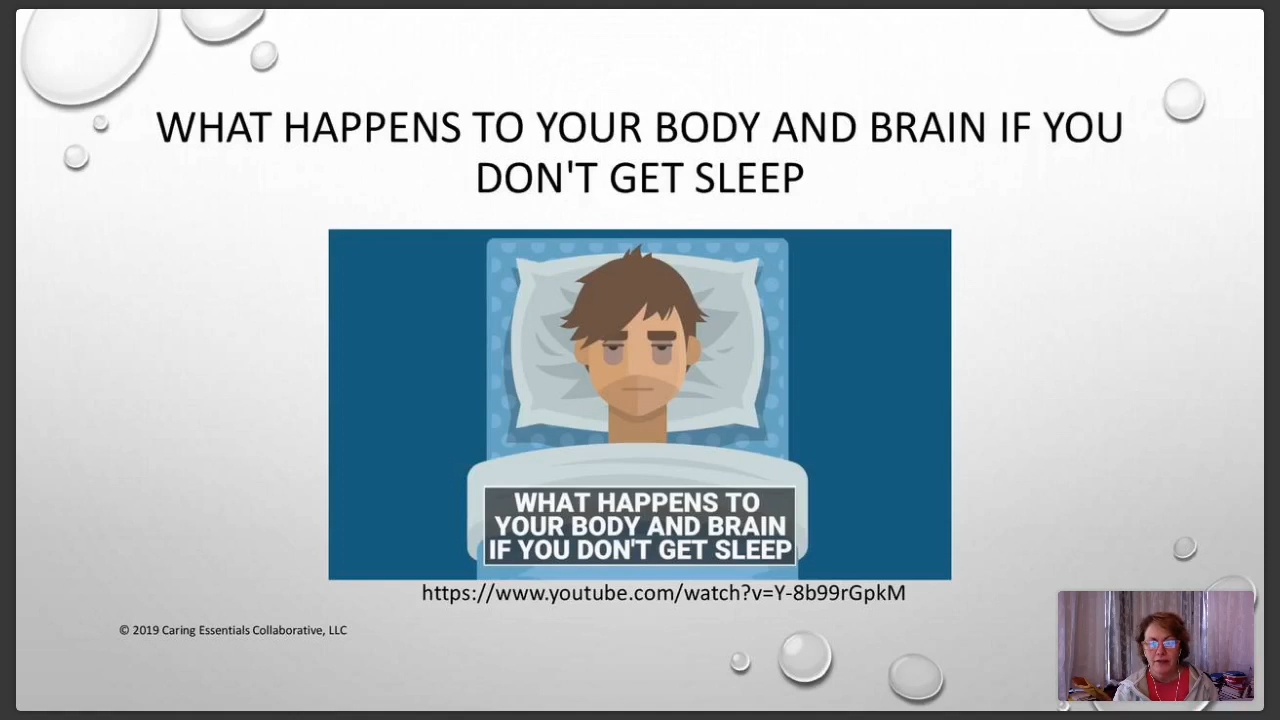 WHAT HAPPENS TO YOUR BODY AND BRAIN IF YOU
DON'T GET SLEEP
WHAT HAPPENS TO
YOUR BODY AND BRAIN
IF YOU DON'T GET SLEEP
https://www.youtube.com/watch?v=Y-8b99rGpkM
© 2019 Caring Essentials Collaborative, LLC